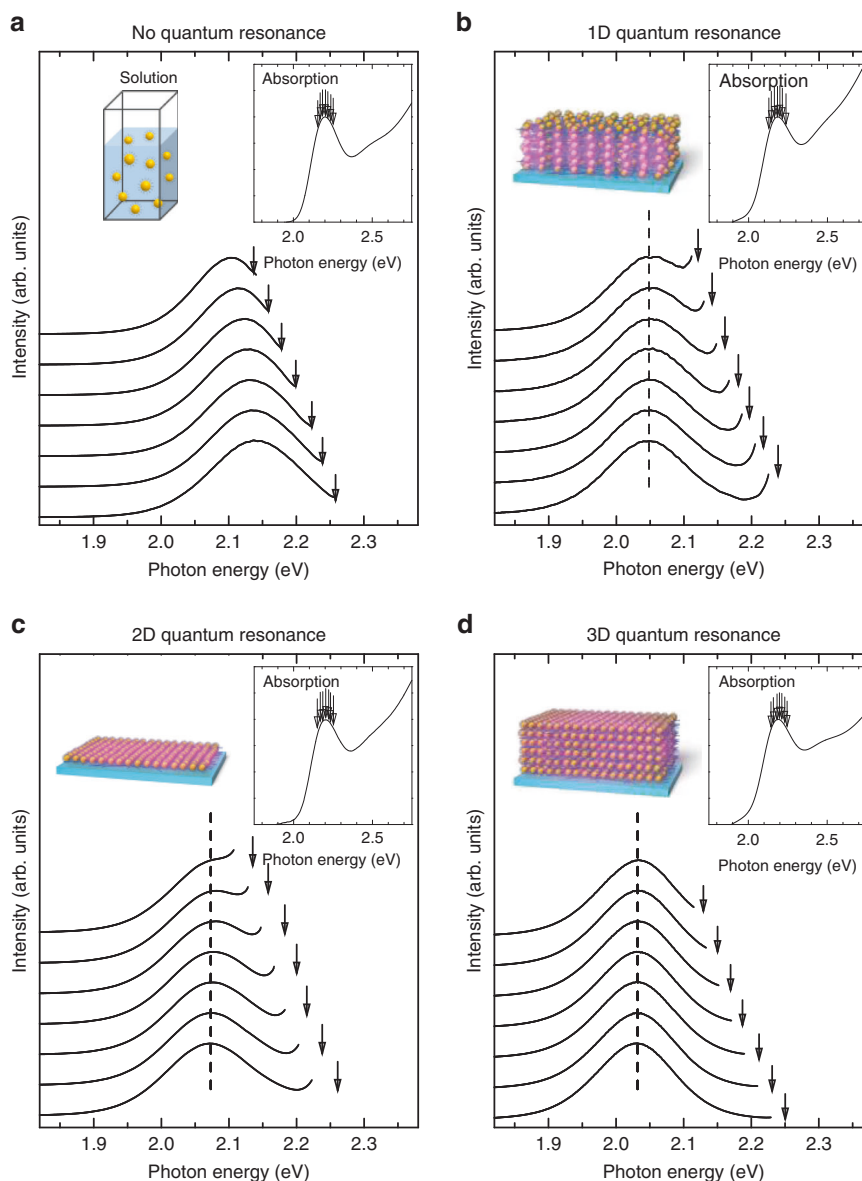 a
No quantum resonance
Solution
Absorption
2.0 2.5
Photon energy (eV)
Intensity (arb. units)
1.9 2.0 2.1 2.2 2.3
Photon energy (eV)
b
1D quantum resonance
Absorption
2.0 2.5
Photon energy (eV)
Intensity (arb. units)
1.9 2.0 2.1 2.2 2.3
Photon energy (eV)
c
2D quantum resonance
Absorption
2.0 2.5
Photon energy (eV)
Intensity (arb. units)
1.9 2.0 2.1 2.2 2.3
Photon energy (eV)
d
3D quantum resonance
Absorption
2.0 2.5
Photon energy (eV)
Intensity (arb. units)
1.9 2.0 2.1 2.2 2.3
Photon energy (eV)